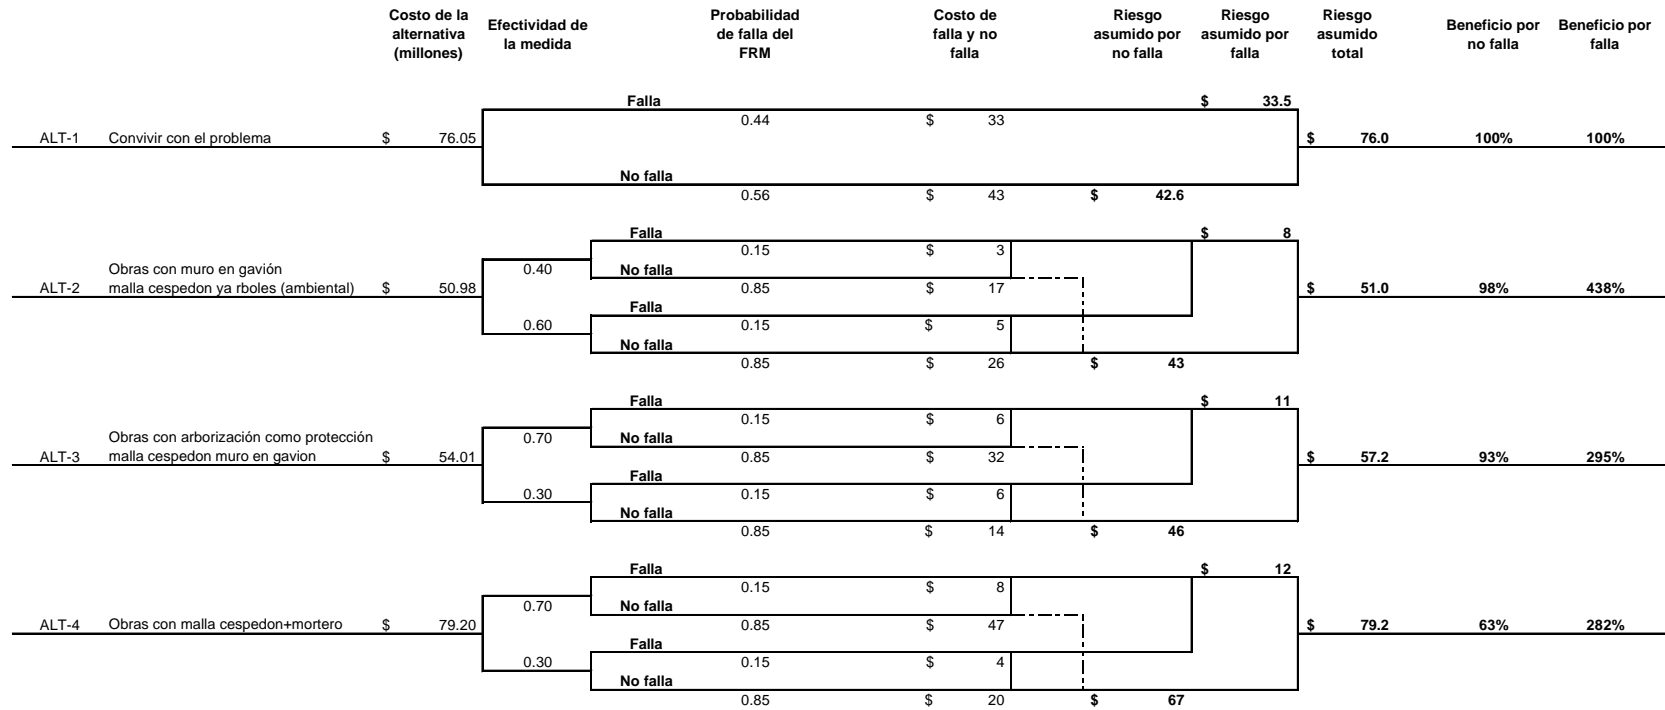 Costo de la alternativa (millones)
Efectividad de la medida
Probabilidad de falla del FRM
Costo de falla y no falla
Riesgo asumido por no falla
Riesgo asumido por falla
Riesgo asumido total
Beneficio por no falla
Beneficio por falla
Falla $ 33.5
0.44 $ 33
ALT-1 Convivir con el problema $ 76.05 $ 76.0 100% 100%
No falla
0.56 $ 43 $ 42.6
Falla $ 8
0.15 $ 3
Obras con muro en gavión 0.40 No falla
ALT-2 malla cespedon ya rboles (ambiental) $ 50.98 0.85 $ 17 $ 51.0 98% 438%
Falla
0.60 0.15 $ 5
No falla
0.85 $ 26 $ 43
Falla $ 11
0.15 $ 6
Obras con arborización como protección 0.70 No falla
ALT-3 malla cespedon muro en gavion $ 54.01 0.85 $ 32 $ 57.2 93% 295%
Falla
0.30 0.15 $ 6
No falla
0.85 $ 14 $ 46
Falla $ 12
0.15 $ 8
0.70 No falla
ALT-4 Obras con malla cespedon+mortero $ 79.20 0.85 $ 47 $ 79.2 63% 282%
Falla
0.30 0.15 $ 4
No falla
0.85 $ 20 $ 67